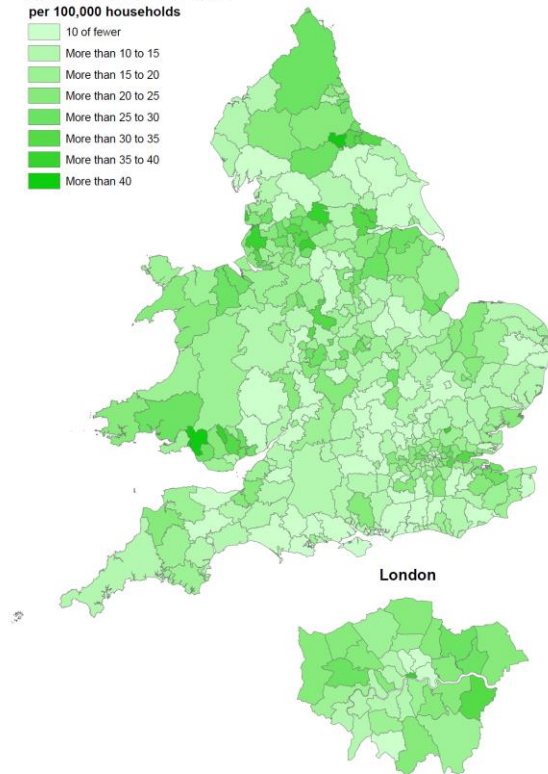 per 100,000 households
10 of fewer
More than 10 to 15
More than 15 to 20
More than 20 to 25
More than 25 to 30
More than 30 to 35
More than 35 to 40
More than 40
London